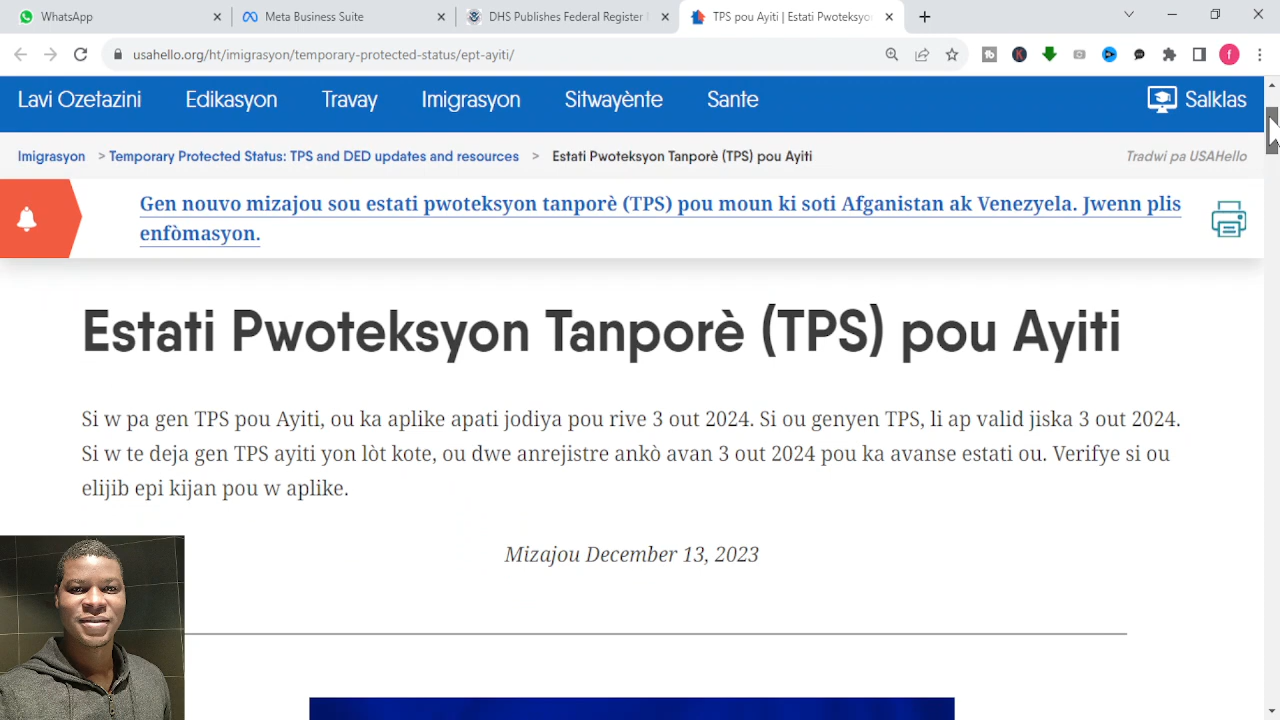 WhatsApp
Meta Business Suite
DHS Publishes Federal Register
TPS pou Ayiti | Estati Pwoteksyo
usahello.org/ht/imigrasyon/temporary-protected-status/ept-ayiti/
f
Lavi Ozetazini Edikasyon Travay Imigrasyon Sitwayènte Sante Salklas
Imigrasyon > Temporary Protected Status: TPS and DED updates and resources > Estati Pwoteksyon Tanporè (TPS) pou Ayiti Tradwi pa USAHello
Gen nouvo mizajou sou estati pwoteksyon tanporè (TPS) pou moun ki soti Afganistan ak Venezyela. Jwenn plis
enfòmasyon.
Estati Pwoteksyon Tanporè (TPS) pou Ayiti
Si w pa gen TPS pou Ayiti, ou ka aplike apati jodiya pou rive 3 out 2024. Si ou genyen TPS, li ap valid jiska 3 out 2024.
Si w te deja gen TPS ayiti yon lòt kote, ou dwe anrejistre ankò avan 3 out 2024 pou ka avanse estati ou. Verifye si ou
elijib epi kijan pou w aplike.
Mizajou December 13, 2023